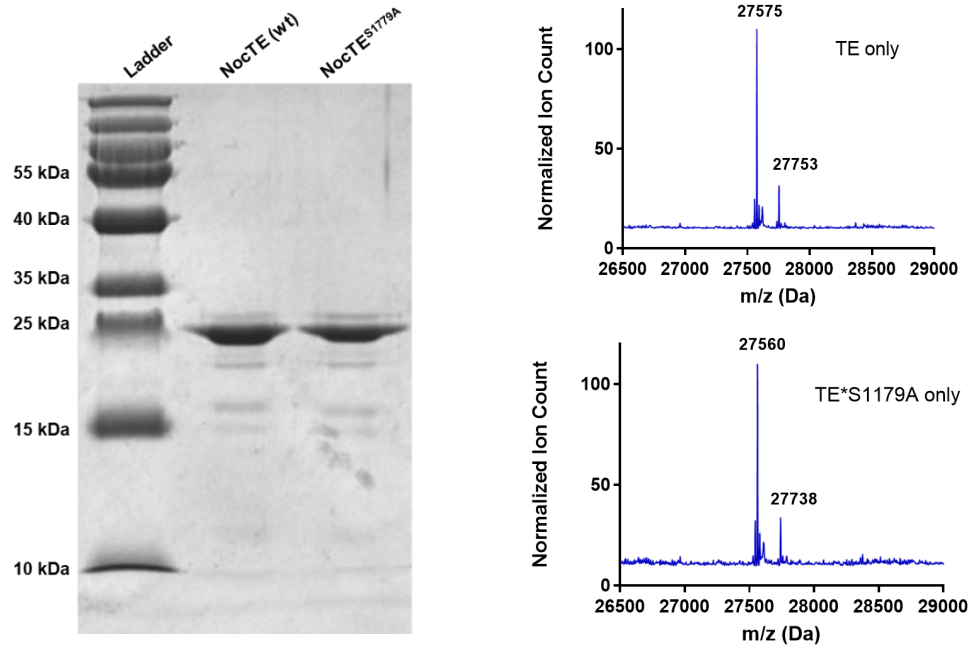 Ladder
NocTE (wt)
NocTE^S1779A
55 kDa
40 kDa
35 kDa
25 kDa
15 kDa
10 kDa
27575
TE only
27753
Normalized Ion Count
100
50
0
26500 27000 27500 28000 28500 29000
m/z (Da)
27560
TE*S1179A only
27738
Normalized Ion Count
100
50
0
26500 27000 27500 28000 28500 29000
m/z (Da)